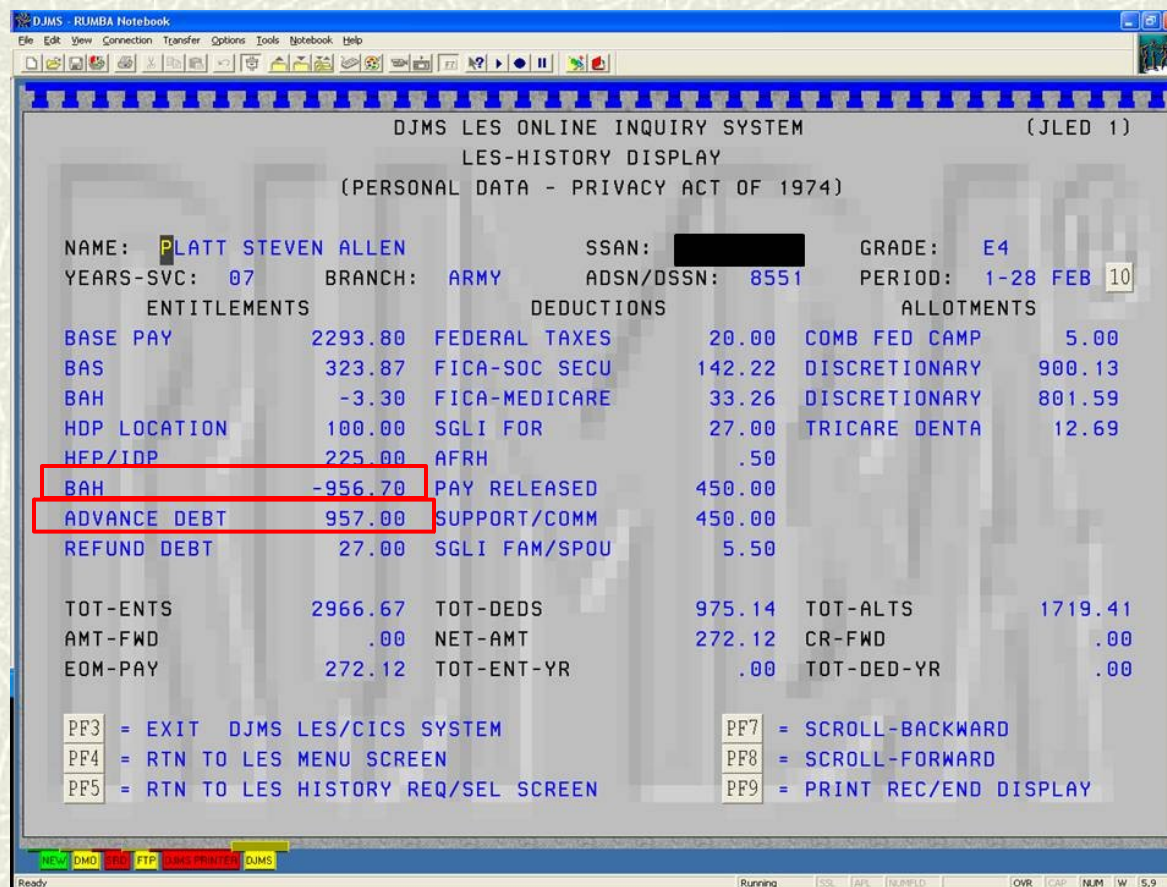 DJMS - RUMBA Notebook
File Edit View Connection Transfer Options Tools Notebook Help
DJMS LES ONLINE INQUIRY SYSTEM (JLED 1)
LES-HISTORY DISPLAY
(PERSONAL DATA - PRIVACY ACT OF 1974)
NAME: PLATT STEVEN ALLEN SSAN: GRADE: E4
YEARS-SVC: 07 BRANCH: ARMY ADSN/DSSN: 8551 PERIOD: 1-28 FEB 10
ENTITLEMENTS DEDUCTIONS ALLOTMENTS
BASE PAY 2293.80 FEDERAL TAXES 20.00 COMB FED CAMP 5.00
BAS 323.87 FICA-SOC SECU 142.22 DISCRETIONARY 900.13
BAH -3.30 FICA-MEDICARE 33.26 DISCRETIONARY 801.59
HDP LOCATION 100.00 SGLI FOR 27.00 TRICARE DENTA 12.69
HFP/IDP 225.00 AFRH .50
BAH -956.70 PAY RELEASED 450.00
ADVANCE DEBT 957.00 SUPPORT/COMM 450.00
REFUND DEBT 27.00 SGLI FAM/SPOU 5.50
TOT-ENTS 2966.67 TOT-DEDS 975.14 TOT-ALTS 1719.41
AMT-FWD .00 NET-AMT 272.12 CR-FWD .00
EOM-PAY 272.12 TOT-ENT-YR .00 TOT-DED-YR .00
PF3 = EXIT DJMS LES/CICS SYSTEM PF7 = SCROLL-BACKWARD
PF4 = RTN TO LES MENU SCREEN PF8 = SCROLL-FORWARD
PF5 = RTN TO LES HISTORY REQ/SEL SCREEN PF9 = PRINT REC/END DISPLAY
NEW DMO SRD FTP DJMS PRINTER DJMS
Ready Running SSL APL NUMFLD OVR CAP NUM W 5,9